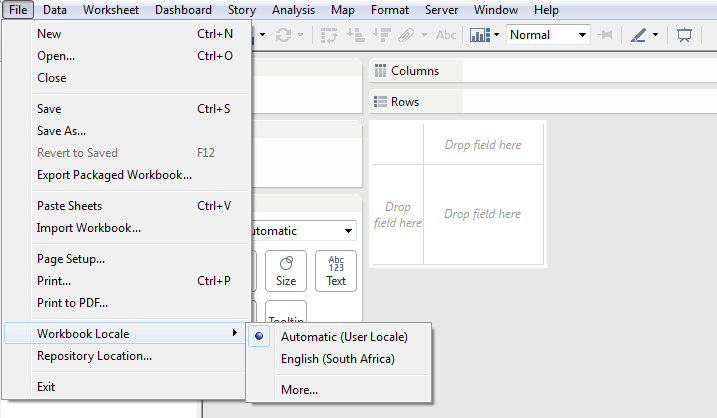 File Data Worksheet Dashboard Story Analysis Map Format Server Window Help
New Ctrl+N
Open... Ctrl+O
Close
Save Ctrl+S
Save As...
Revert to Saved F12
Export Packaged Workbook...
Paste Sheets Ctrl+V
Import Workbook...
Page Setup...
Print... Ctrl+P
Print to PDF...
Workbook Locale
Repository Location...
Exit
Automatic (User Locale)
English (South Africa)
More...
Abc Normal
Columns
Rows
Drop field here
Drop
field here
Drop field here
utomatic
Size
Abc
123
Text
Tooltip